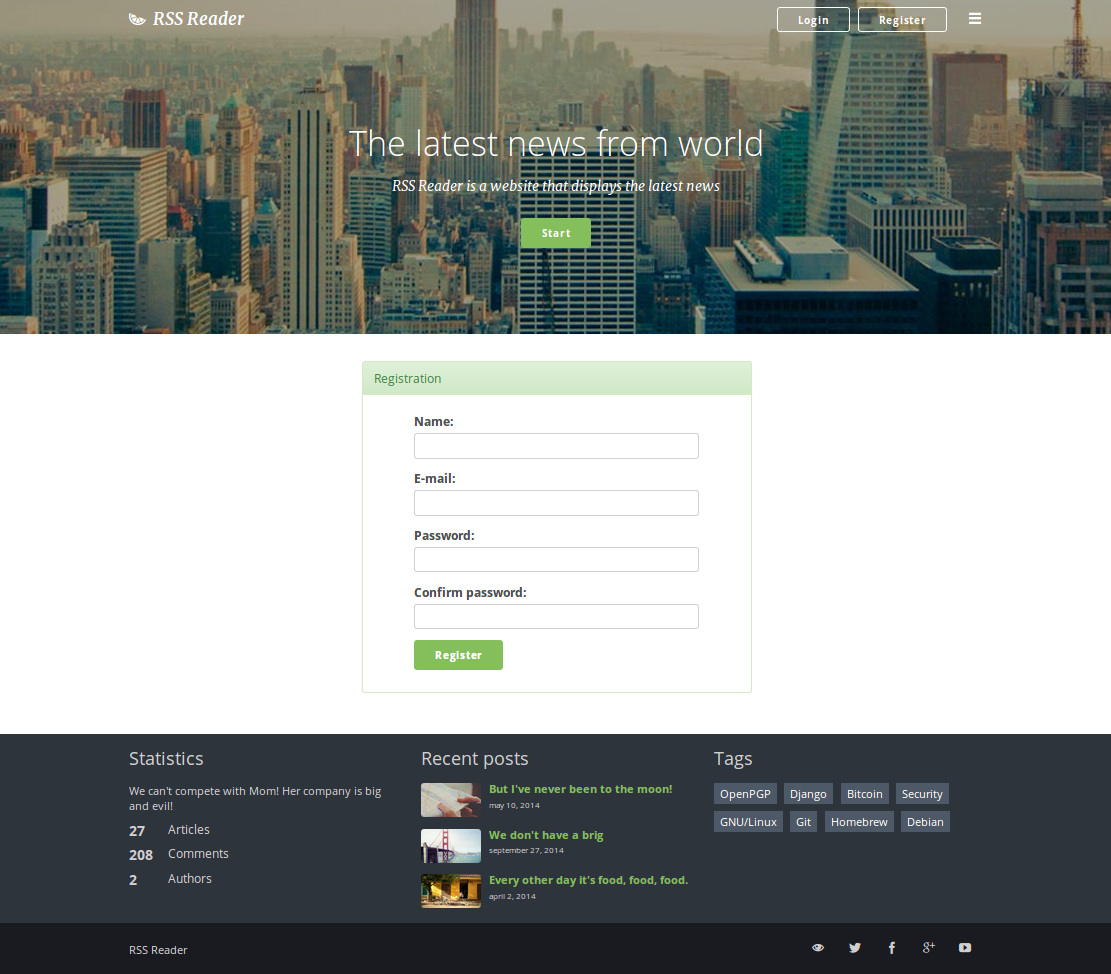 RSS Reader
Login
Register
The latest news from world
RSS Reader is a website that displays the latest news
Start
Registration
Name:
E-mail:
Password:
Confirm password:
Register
Statistics
We can't compete with Mom! Her company is big
and evil!
27 Articles
208 Comments
2 Authors
Recent posts
But I've never been to the moon!
may 10, 2014
We don't have a brig
september 27, 2014
Every other day it's food, food, food.
april 2, 2014
Tags
OpenPGP Django Bitcoin Security
GNU/Linux Git Homebrew Debian
RSS Reader